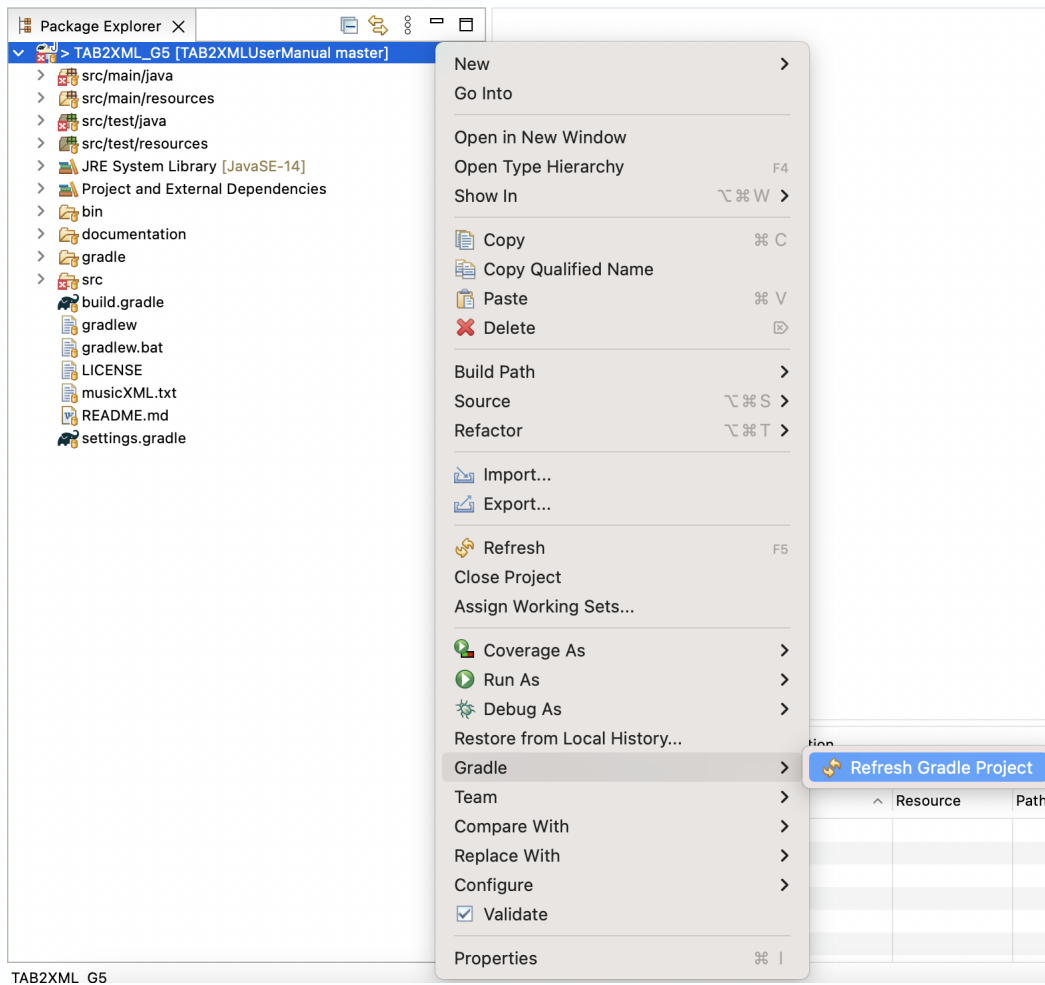 Package Explorer
> TAB2XML_G5 [TAB2XMLUserManual master]
src/main/java
src/main/resources
src/test/java
src/test/resources
JRE System Library [JavaSE-14]
Project and External Dependencies
bin
documentation
gradle
src
build.gradle
gradlew
gradlew.bat
LICENSE
musicXML.txt
README.md
settings.gradle
New
Go Into
Open in New Window
Open Type Hierarchy F4
Show In ⌥⌘W
Copy ⌘C
Copy Qualified Name
Paste ⌘V
Delete ⌦
Build Path
Source ⌥⌘S
Refactor ⌥⌘T
Import...
Export...
Refresh F5
Close Project
Assign Working Sets...
Coverage As
Run As
Debug As
Restore from Local History...
Gradle
Refresh Gradle Project
Team
Compare With
Replace With
Configure
Validate
Properties ⌘I
Resource Path
TAB2XML_G5